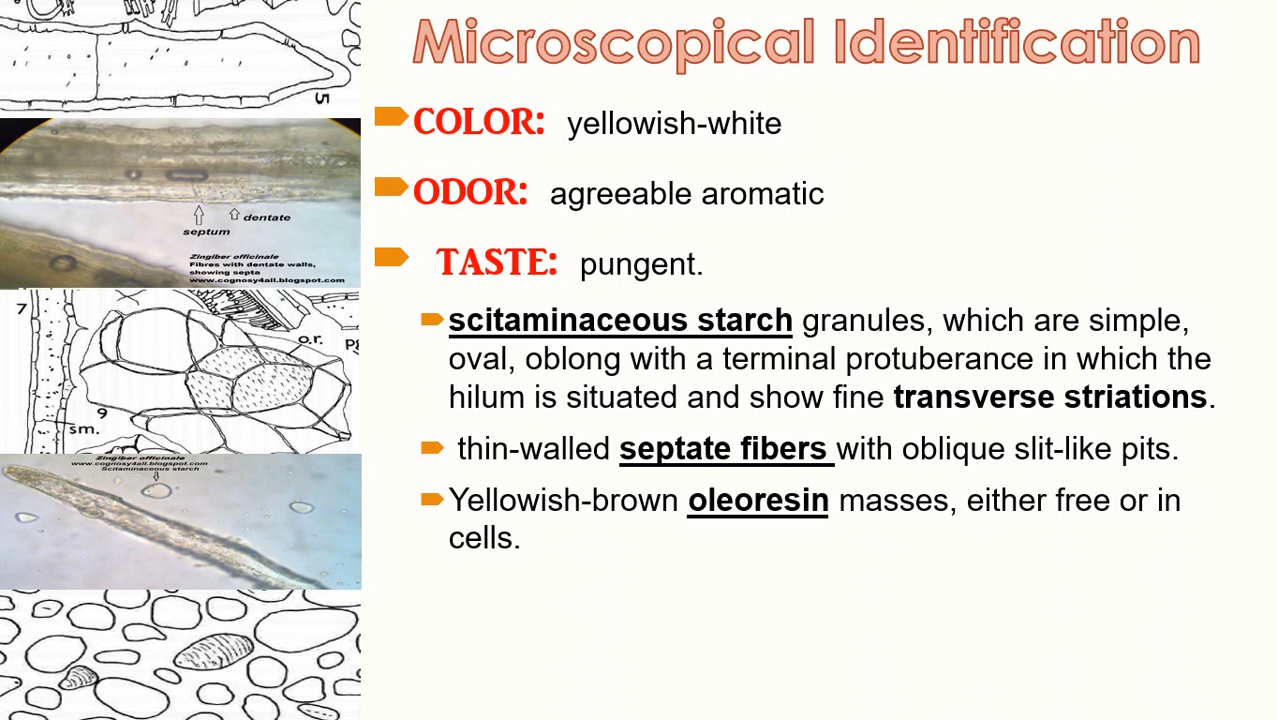 Microscopical Identification
COLOR: yellowish-white
ODOR: agreeable aromatic
TASTE: pungent.
scitaminaceous starch granules, which are simple,
oval, oblong with a terminal protuberance in which the
hilum is situated and show fine transverse striations.
thin-walled septate fibers with oblique slit-like pits.
Yellowish-brown oleoresin masses, either free or in
cells.
5
dentate
septum
Zingiber officinale
Fibres with dentate walls,
showing septa
www.cognosy4all.blogspot.com
7
o.r.
9
sm.
Zingiber officinale
www.cognosy4all.blogspot.com
Scitaminaceous starch